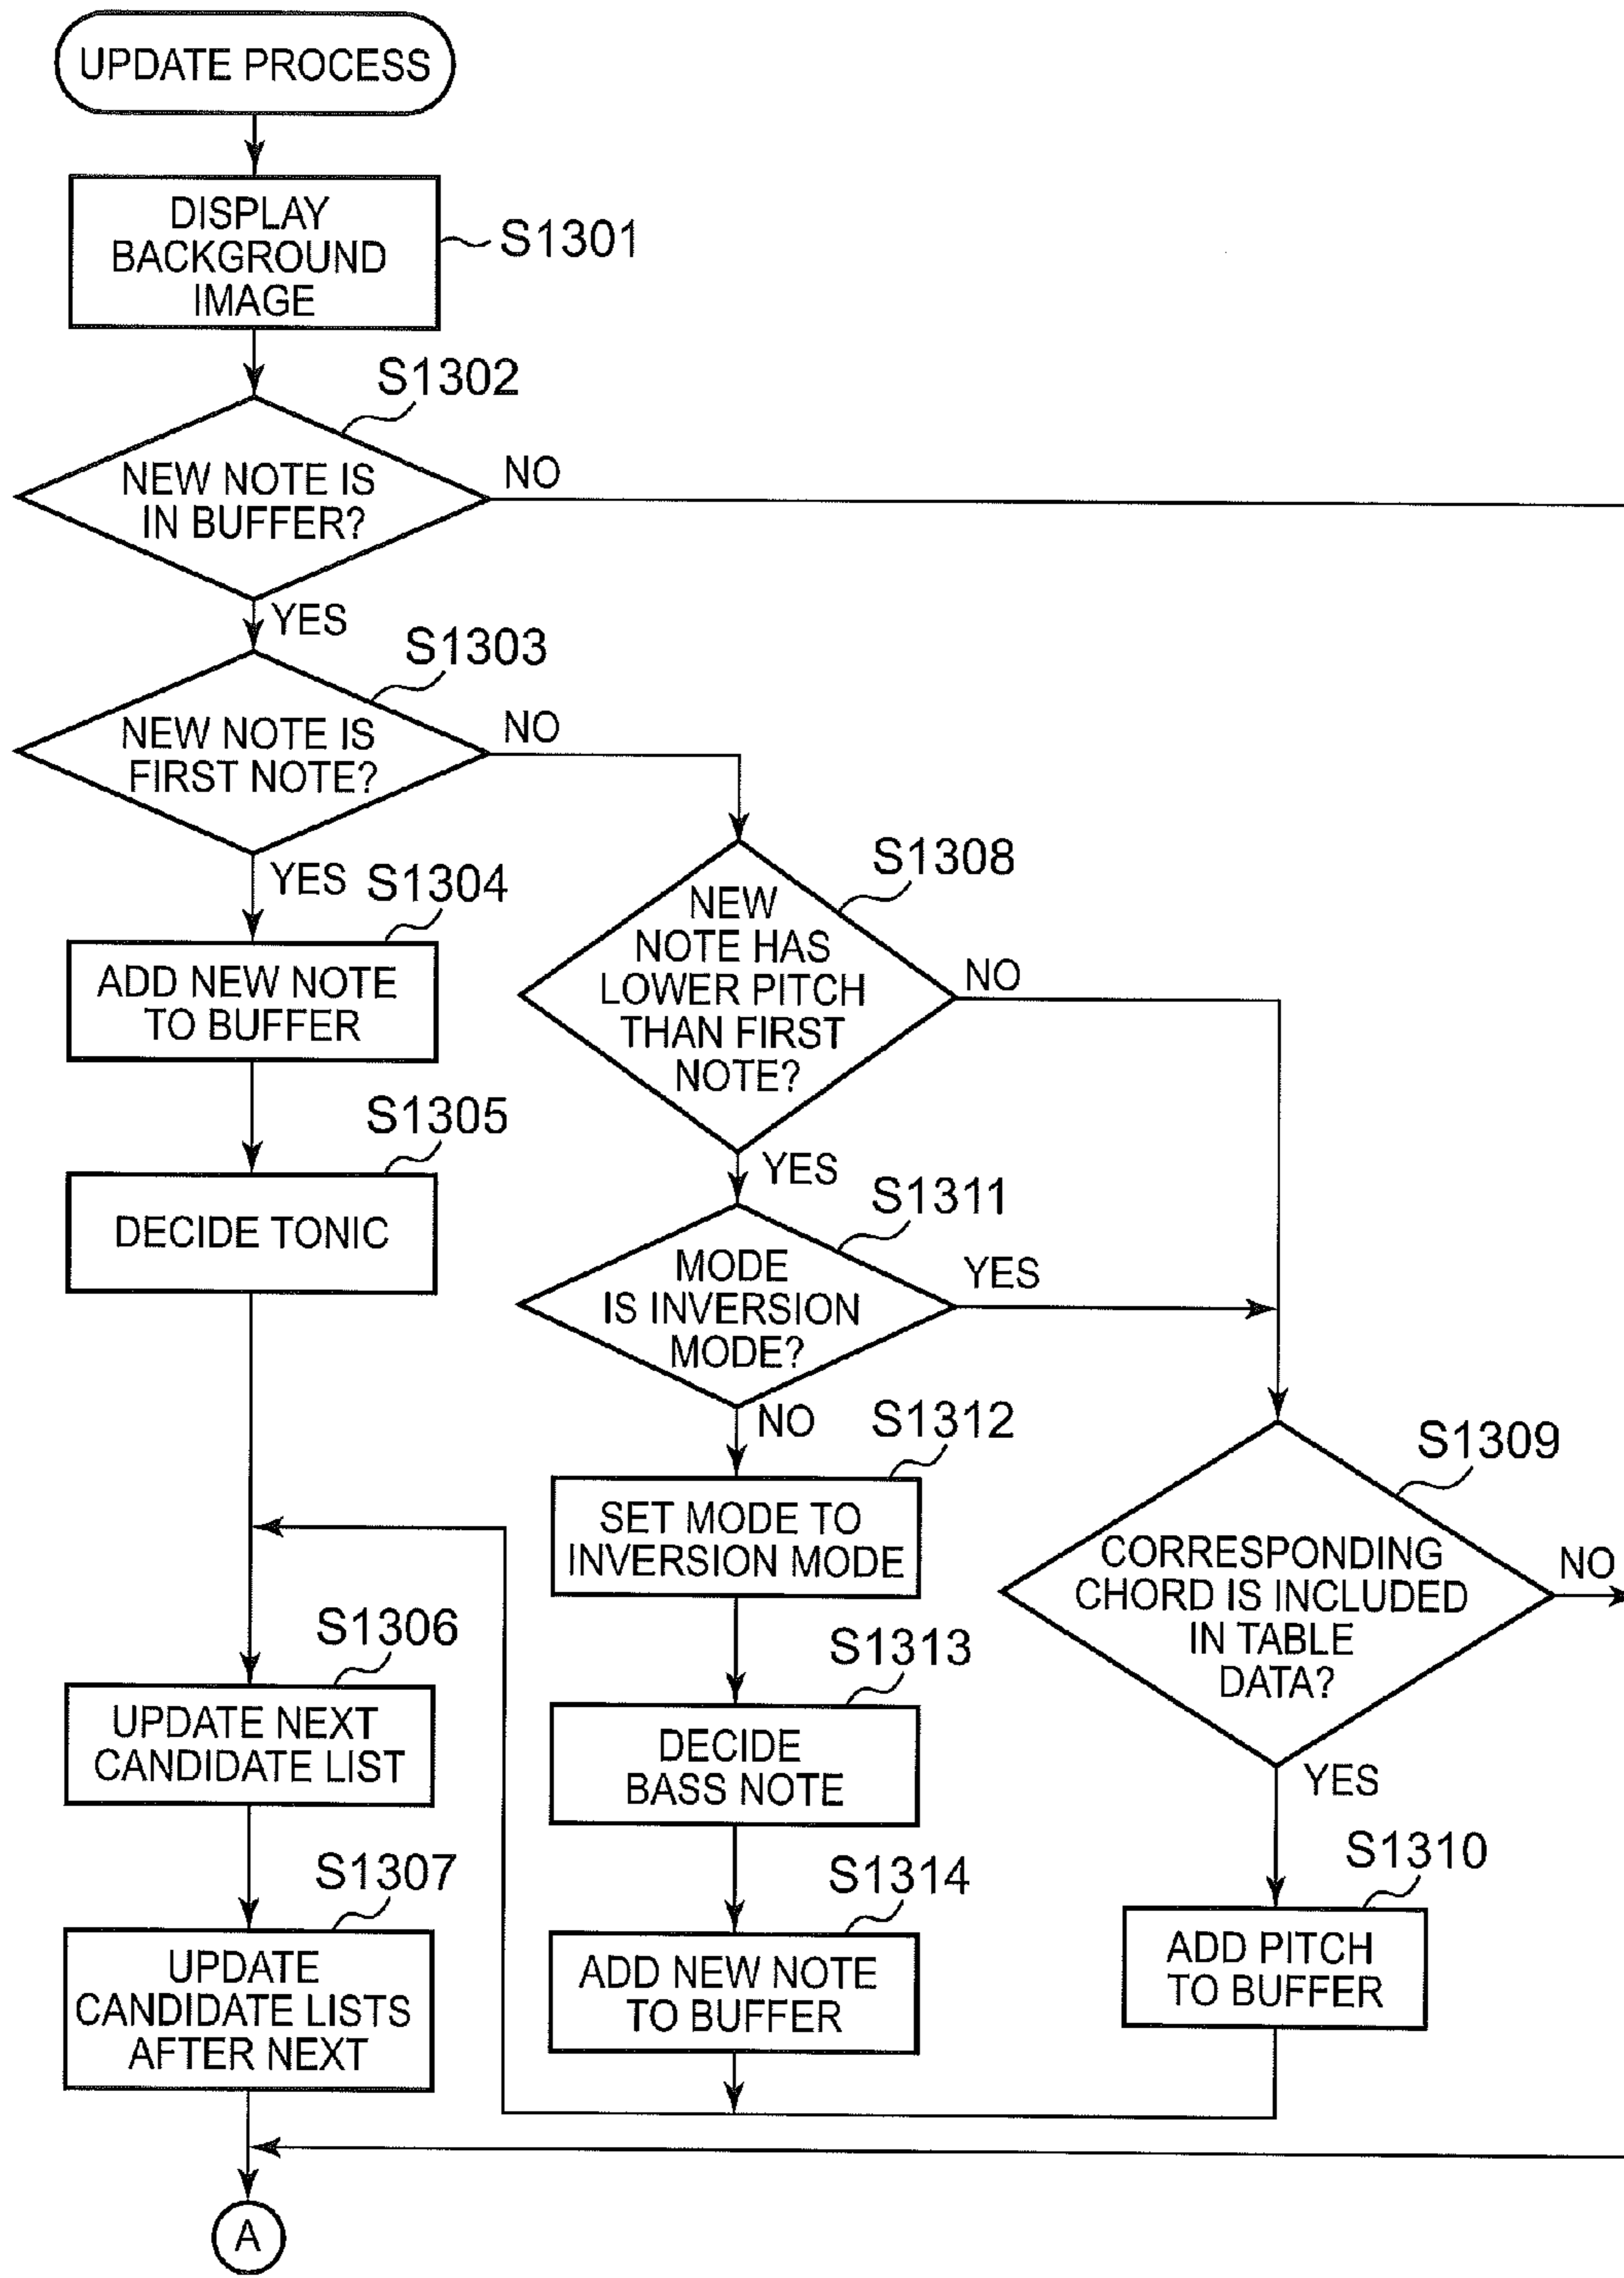 UPDATE PROCESS
DISPLAY
BACKGROUND
IMAGE
S1301
S1302
NEW NOTE IS
IN BUFFER?
NO
YES
S1303
NEW NOTE IS
FIRST NOTE?
NO
YES
S1304
ADD NEW NOTE
TO BUFFER
S1305
DECIDE TONIC
S1306
UPDATE NEXT
CANDIDATE LIST
S1307
UPDATE
CANDIDATE LISTS
AFTER NEXT
A
S1308
NEW
NOTE HAS
LOWER PITCH
THAN FIRST
NOTE?
NO
YES
S1311
MODE
IS INVERSION
MODE?
YES
NO
S1312
SET MODE TO
INVERSION MODE
S1313
DECIDE
BASS NOTE
S1314
ADD NEW NOTE
TO BUFFER
S1309
CORRESPONDING
CHORD IS INCLUDED
IN TABLE
DATA?
NO
YES
S1310
ADD PITCH
TO BUFFER